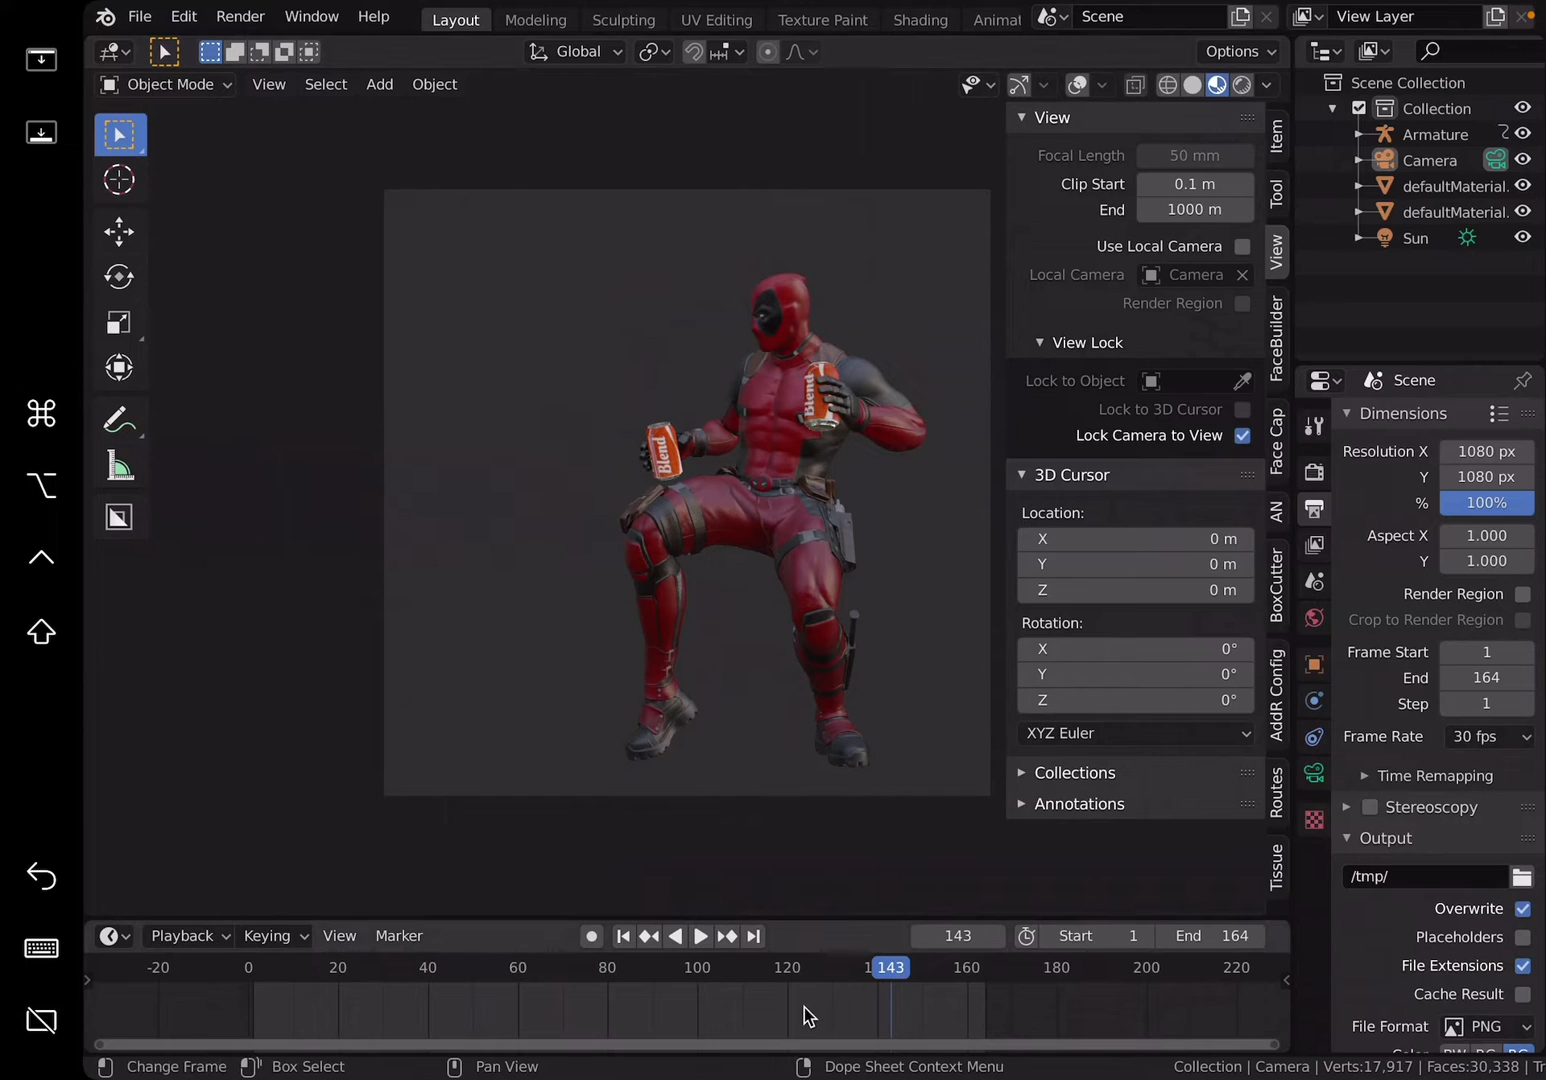 File Edit Render Window Help Layout Modeling Sculpting UV Editing Texture Paint Shading Animat Scene View Layer
Global Options
Object Mode View Select Add Object
View
Focal Length 50 mm
Clip Start 0.1 m
End 1000 m
Use Local Camera
Local Camera Camera
Render Region
View Lock
Lock to Object
Lock to 3D Cursor
Lock Camera to View
3D Cursor
Location:
X 0 m
Y 0 m
Z 0 m
Rotation:
X 0°
Y 0°
Z 0°
XYZ Euler
Collections
Annotations
Item
Tool
View
FaceBuilder
Face Cap
AN
BoxCutter
AddR Config
Routes
Tissue
Blend
Blend
Scene Collection
Collection
Armature
Camera
defaultMaterial.
defaultMaterial.
Sun
Scene
Dimensions
Resolution X 1080 px
Y 1080 px
% 100%
Aspect X 1.000
Y 1.000
Render Region
Crop to Render Region
Frame Start 1
End 164
Step 1
Frame Rate 30 fps
Time Remapping
Stereoscopy
Output
/tmp/
Overwrite
Placeholders
File Extensions
Cache Result
File Format PNG
Playback Keying View Marker 143 Start 1 End 164
-20 0 20 40 60 80 100 120 143 160 180 200 220
Change Frame Box Select Pan View Dope Sheet Context Menu Collection | Camera | Verts:17,917 | Faces:30,338 | Tr